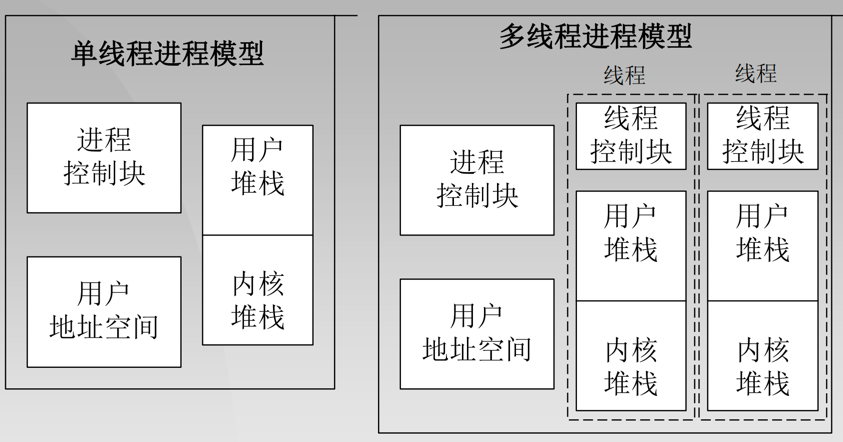 单线程进程模型
进程
控制块
用户
堆栈
用户
地址空间
内核
堆栈
多线程进程模型
线程
线程
进程
控制块
用户
地址空间
线程
控制块
用户
堆栈
内核
堆栈
线程
控制块
用户
堆栈
内核
堆栈